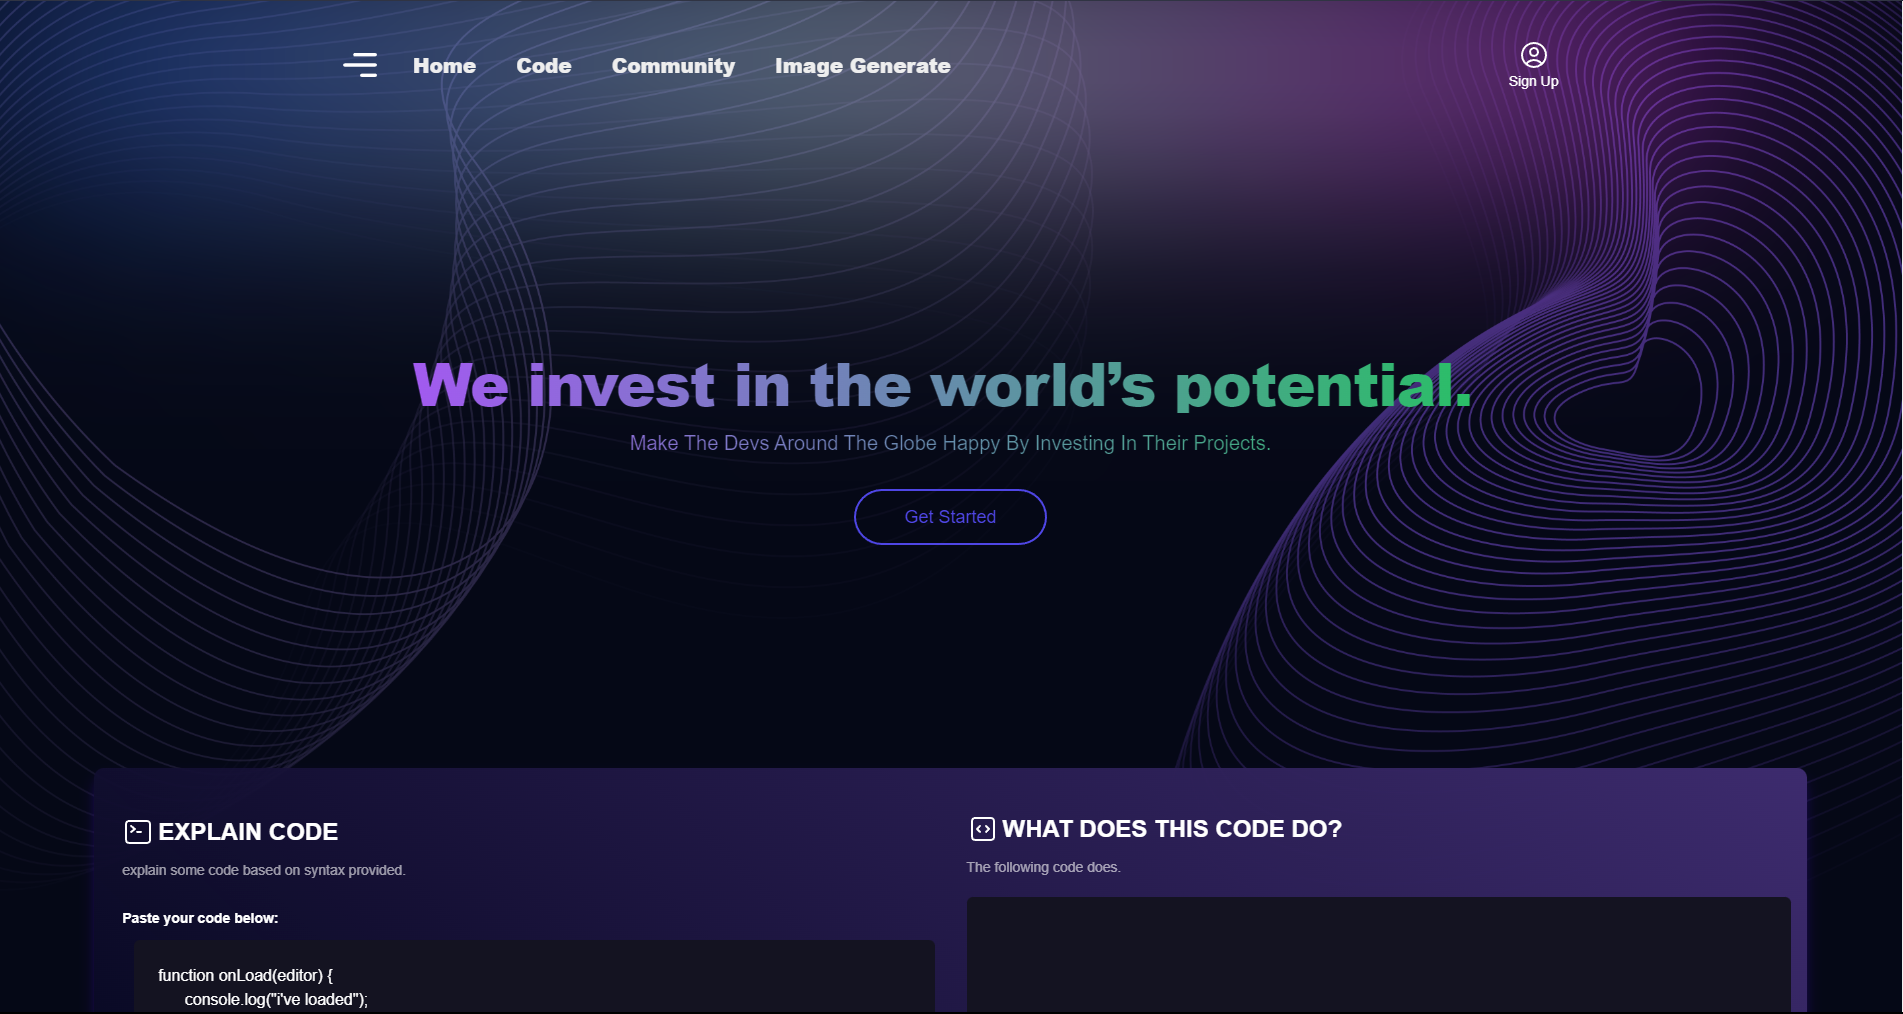 Home Code Community Image Generate
Sign Up
We invest in the world’s potential.
Make The Devs Around The Globe Happy By Investing In Their Projects.
Get Started
EXPLAIN CODE
explain some code based on syntax provided.
Paste your code below:
function onLoad(editor) {
console.log("i've loaded");
WHAT DOES THIS CODE DO?
The following code does.